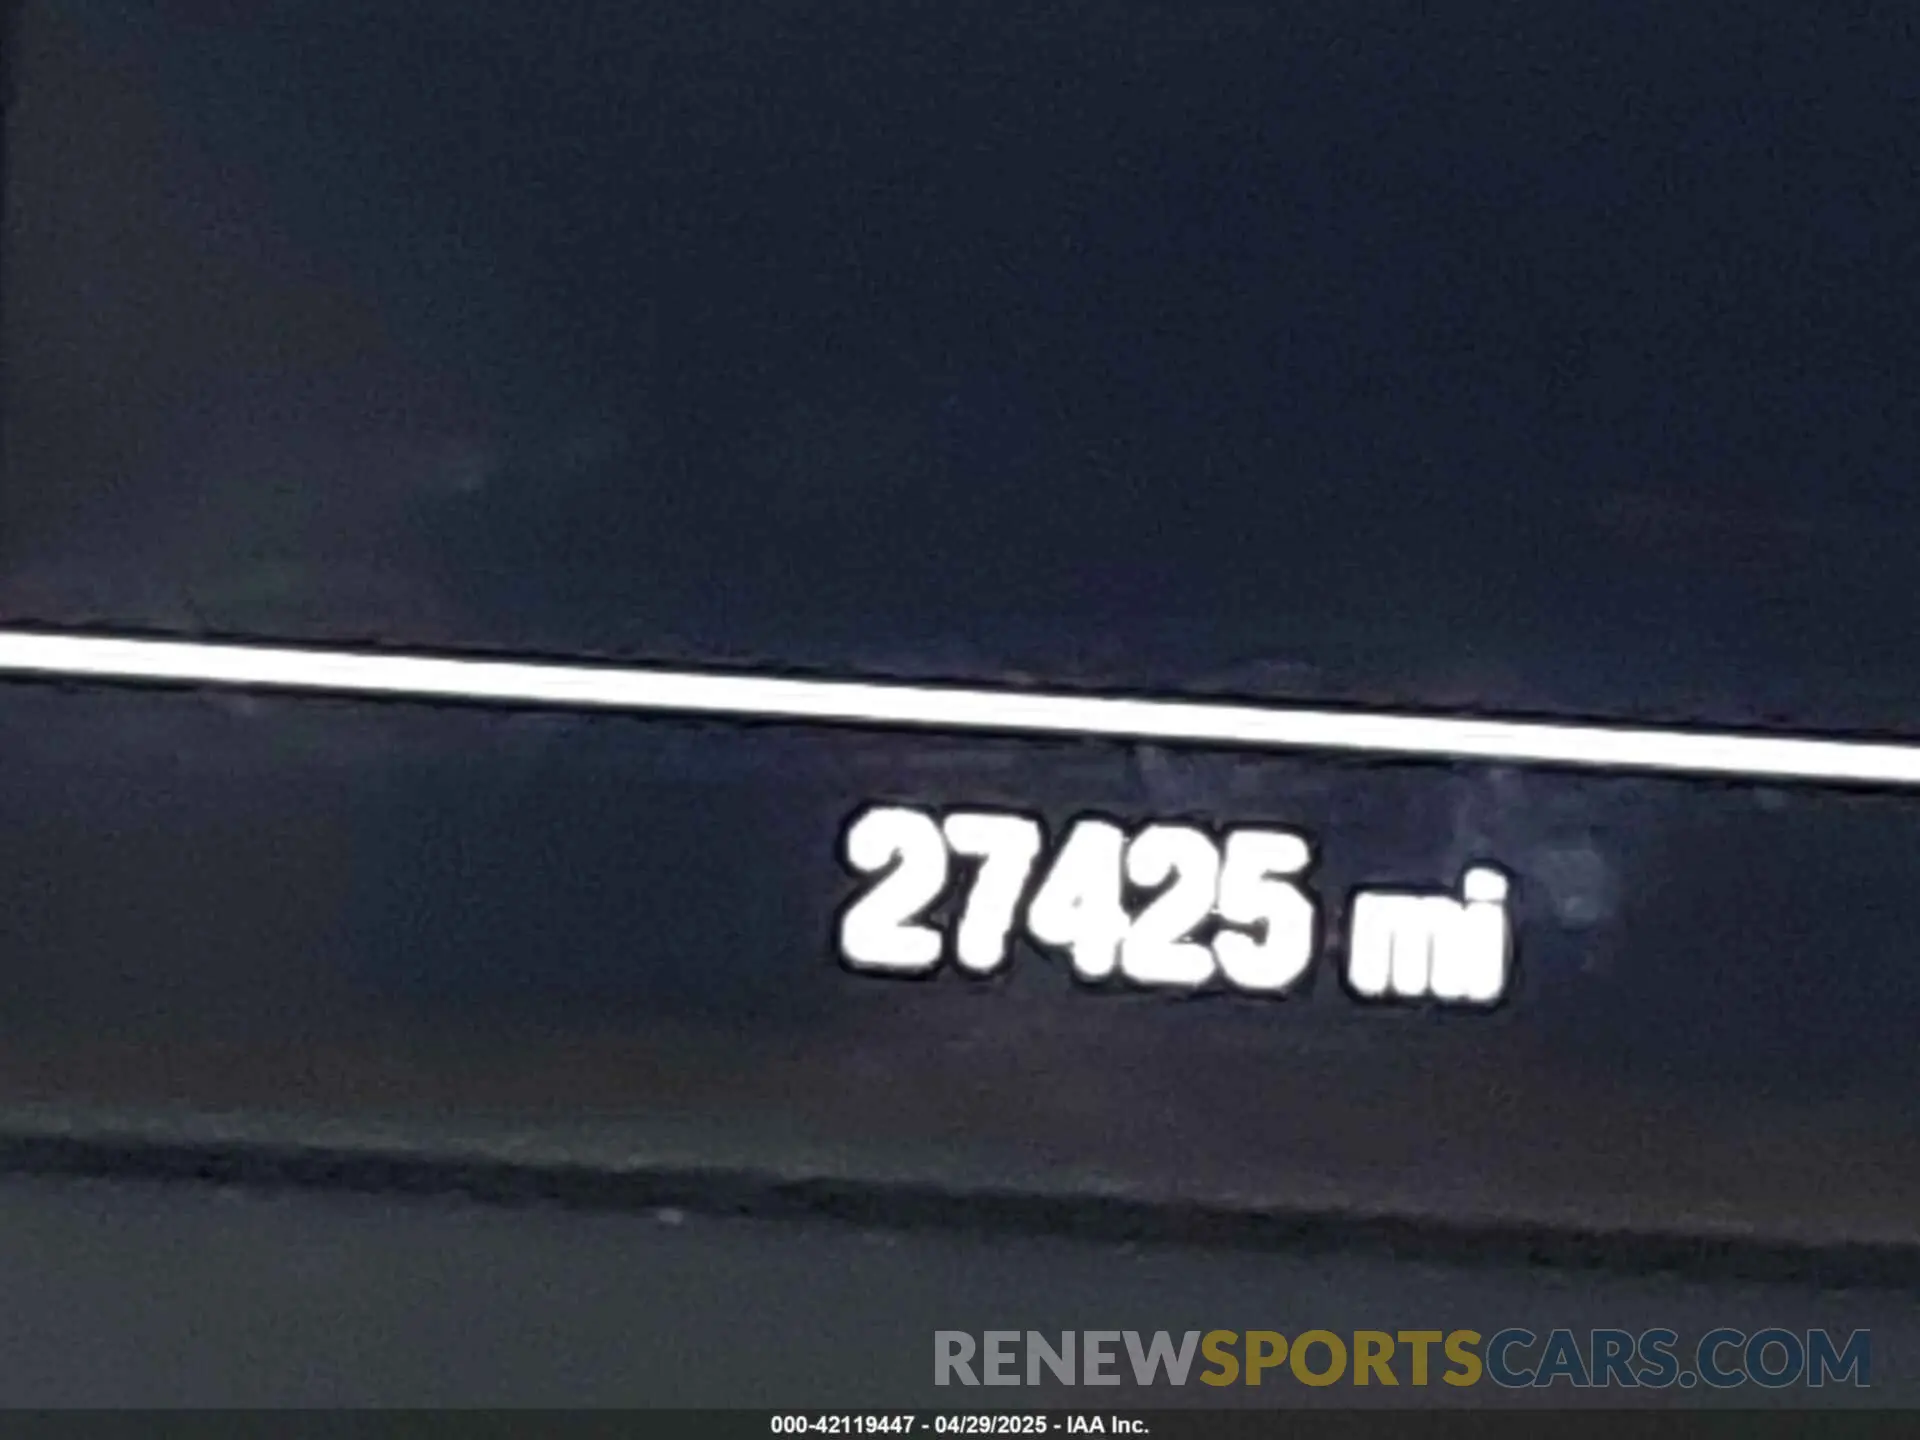 27425 mi
RENEWSPORTSCARS.COM
000-42119447 - 04/29/2025 - IAA Inc.